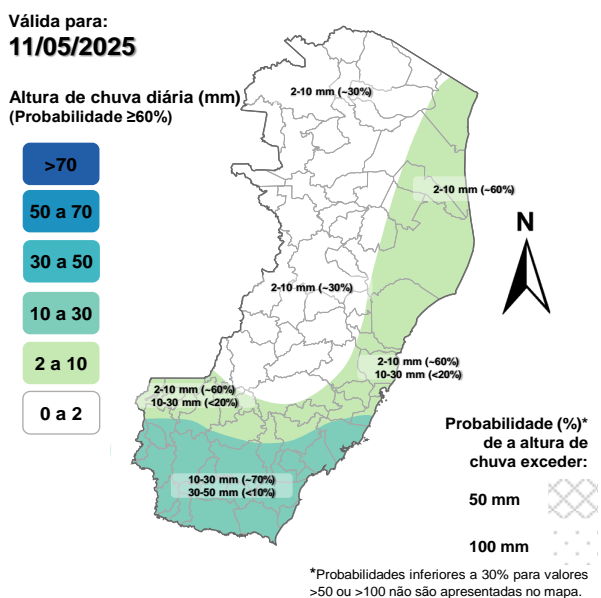 Válida para:
11/05/2025
Altura de chuva diária (mm)
(Probabilidade ≥60%)
>70
50 a 70
30 a 50
10 a 30
2 a 10
0 a 2
2-10 mm (~30%)
2-10 mm (~60%)
2-10 mm (~30%)
2-10 mm (~60%)
10-30 mm (<20%)
2-10 mm (~60%)
10-30 mm (<20%)
10-30 mm (~70%)
30-50 mm (<10%)
N
Probabilidade (%)*
de a altura de
chuva exceder:
50 mm
100 mm
*Probabilidades inferiores a 30% para valores
>50 ou >100 não são apresentadas no mapa.